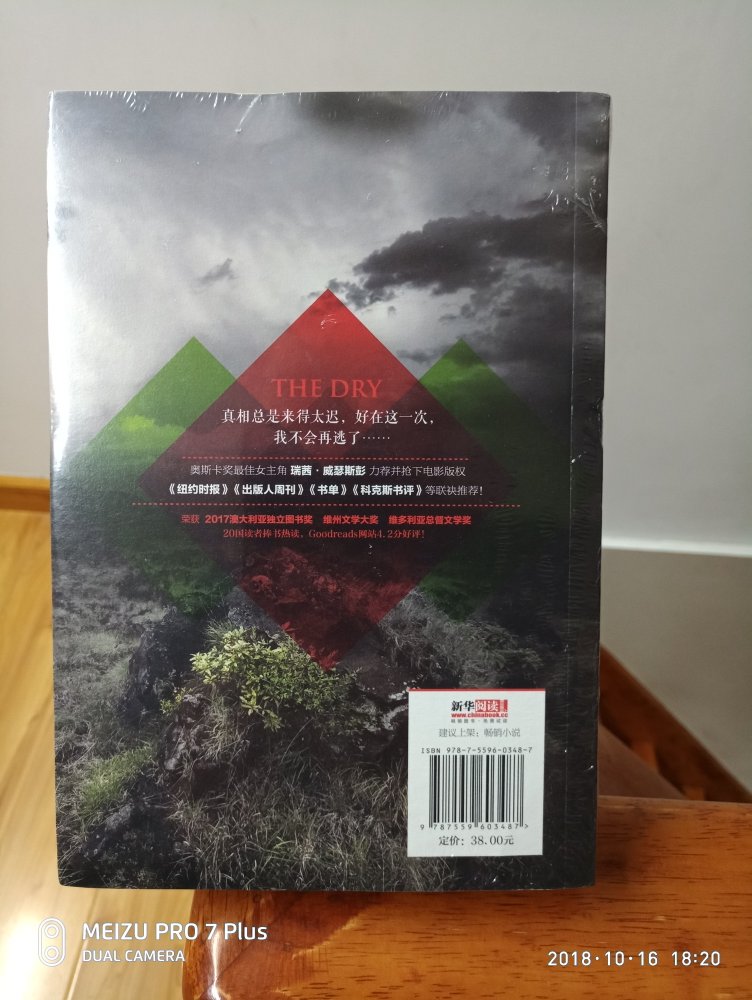 THE DRY
真相总是来得太迟，好在这一次，
我不会再逃了……
奥斯卡奖最佳女主角 瑞茜·威瑟斯彭 力荐并抢下电影版权
《纽约时报》《出版人周刊》《书单》《科克斯书评》等联袂推荐！
荣获 2017澳大利亚独立图书奖 维州文学大奖 维多利亚总督文学奖
20国读者捧书热读，Goodreads网站4.2分好评！
新华阅读
www.chinabook.cc
建议上架：畅销小说
ISBN 978-7-5596-0348-7
9 787559 603487>
定价：38.00元
MEIZU PRO 7 Plus
DUAL CAMERA
2018·10·16 18:20